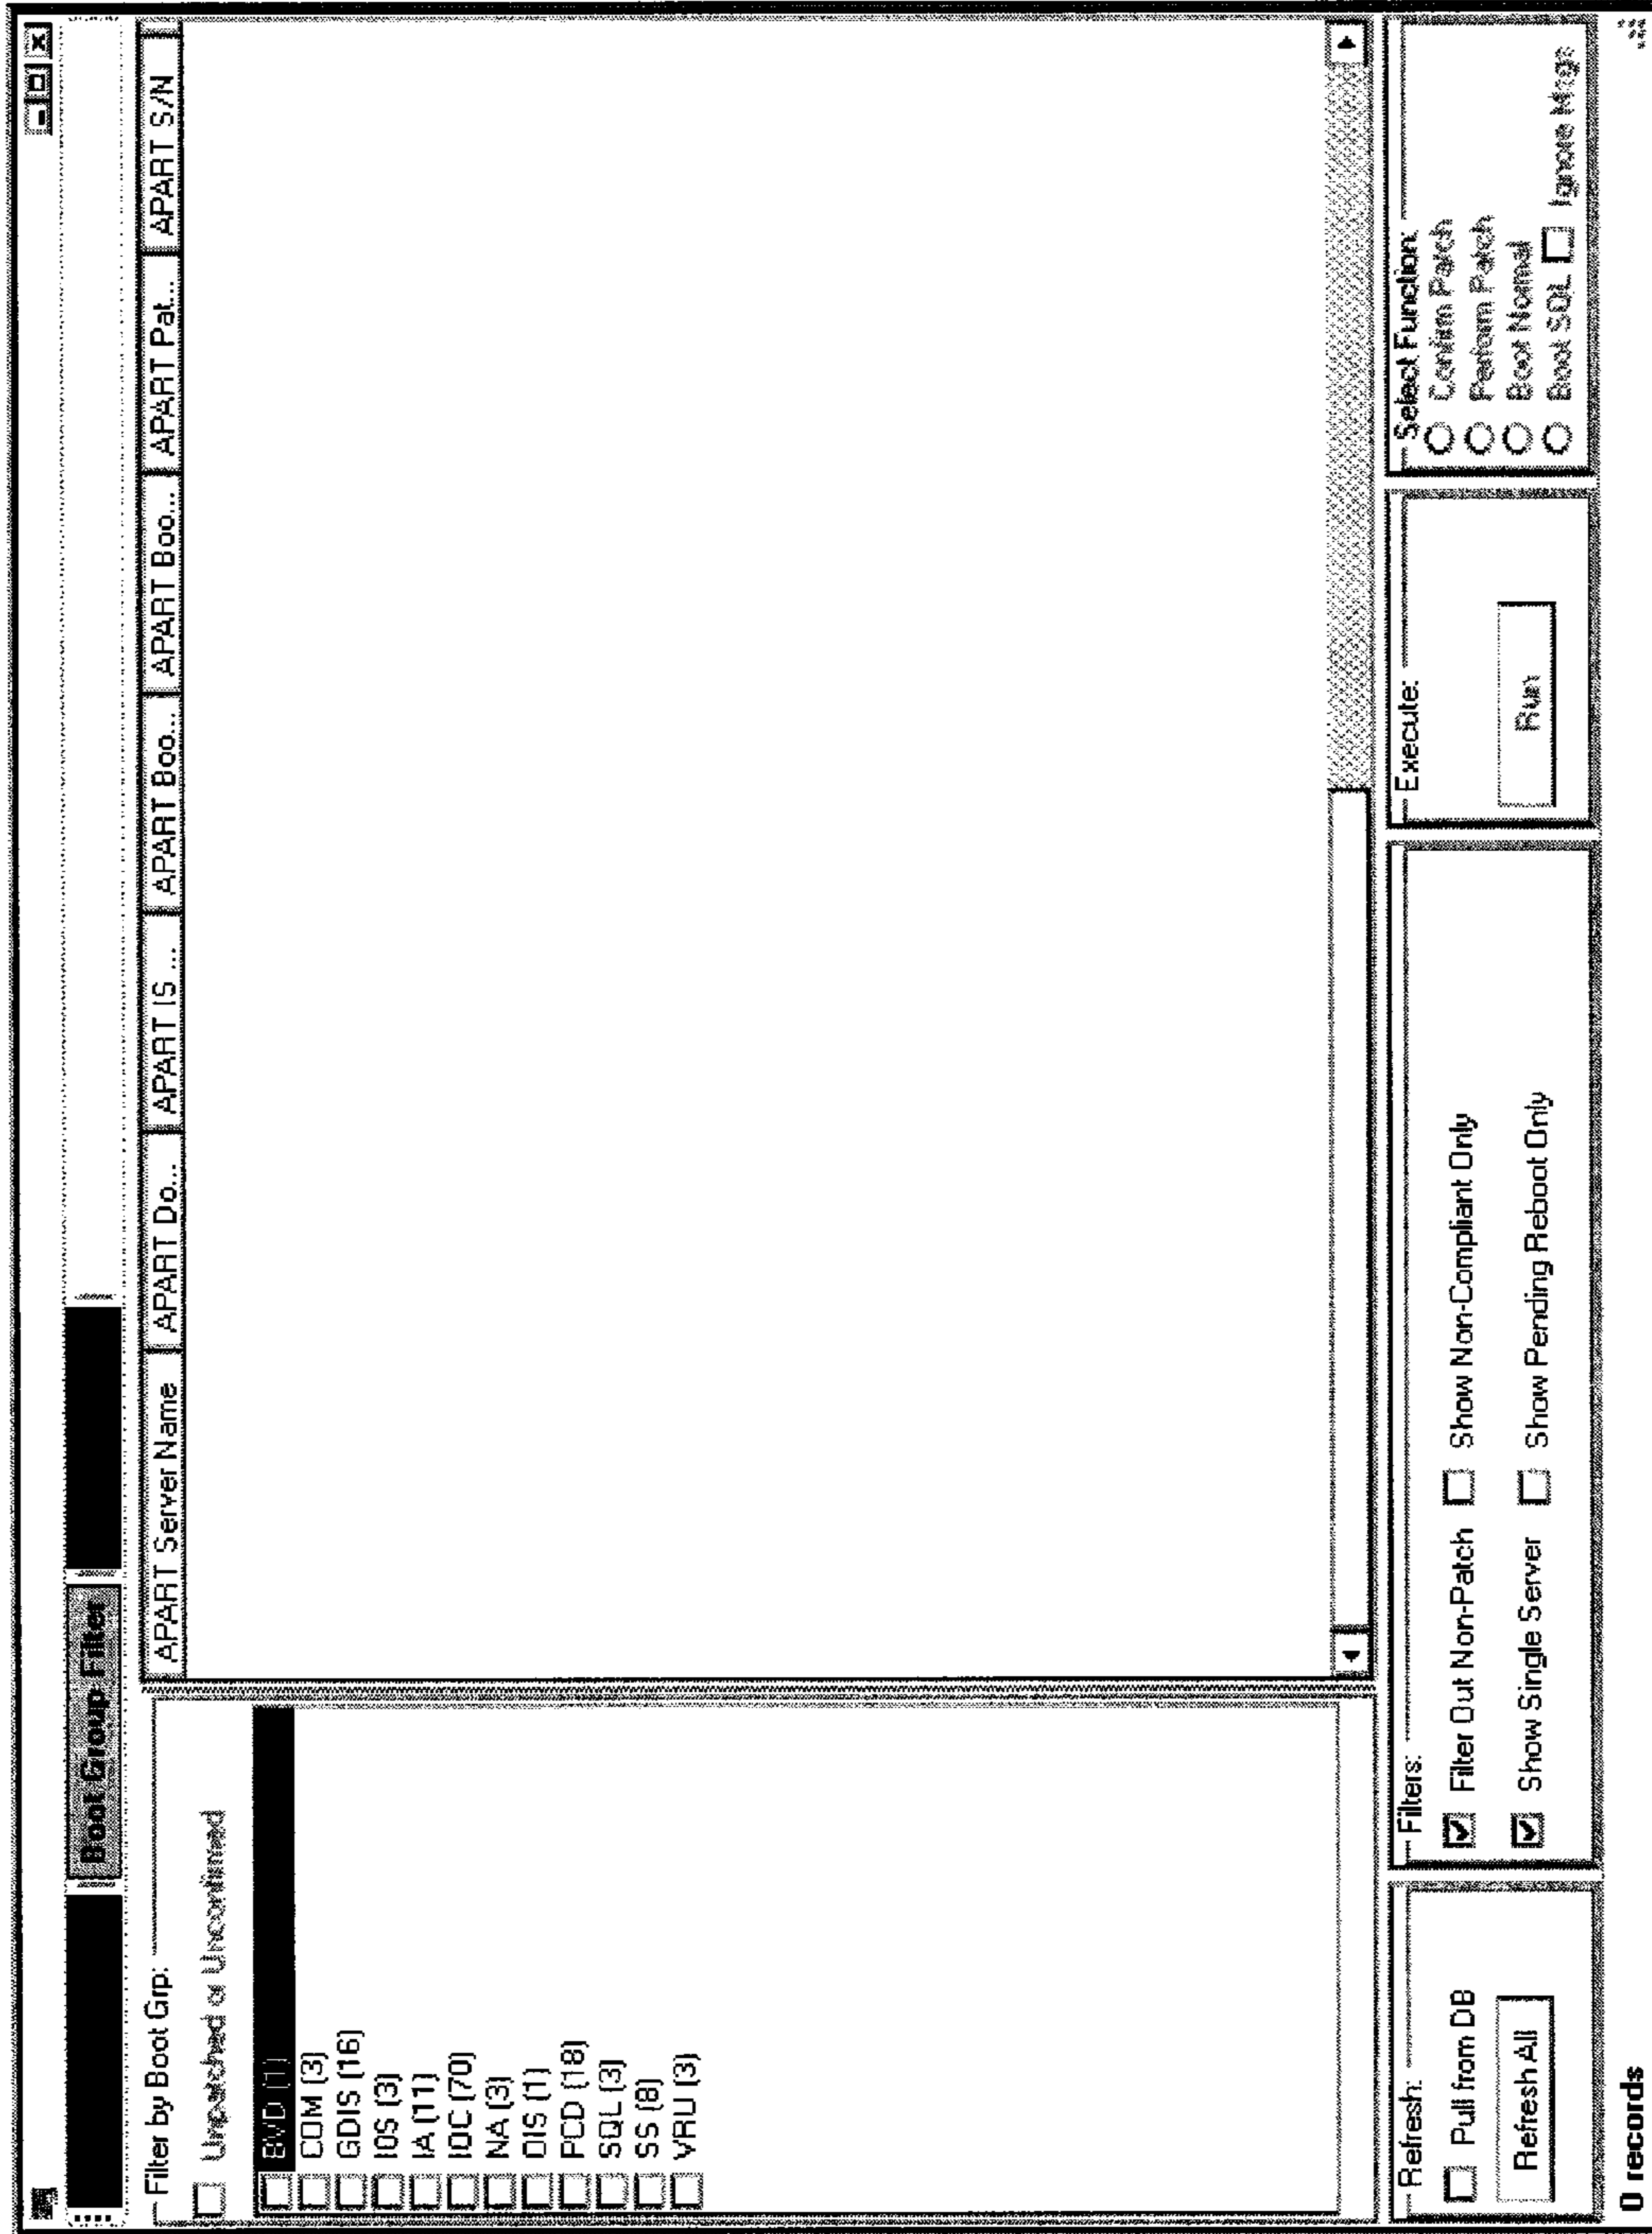 Boot Group Filter
Filter by Boot Grp:
Unpatched or Unconfirmed
BWD (1)
COM (3)
GDIS (16)
IOS (3)
IA (11)
IOC (70)
NA (3)
OIS (1)
PCD (18)
SQL (3)
SS (8)
VRU (3)
APART Server Name APART Do... APART IS ... APART Boo... APART Boo... APART Pat... APART S/N
Refresh:
Pull from DB
Refresh All
Filters:
Filter Out Non-Patch Show Non-Compliant Only
Show Single Server Show Pending Reboot Only
Execute:
Run
Select Function:
Confirm Patch
Perform Patch
Boot Normal
Boot SQL Ignore Msgs
0 records